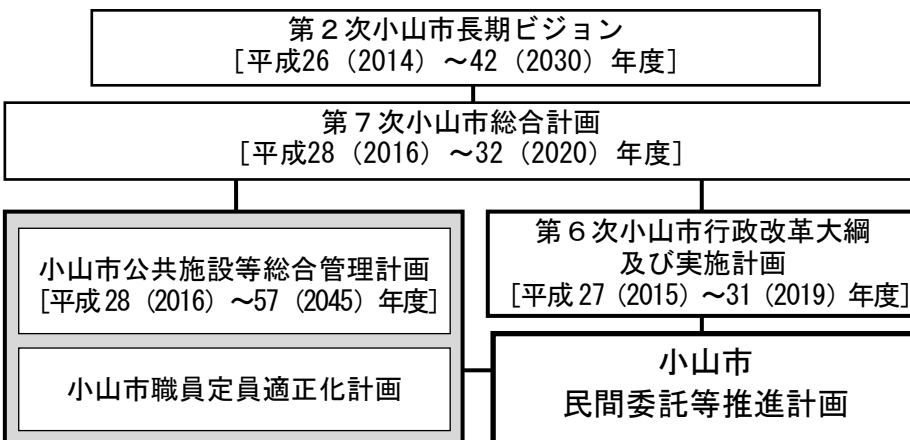 第２次小山市長期ビジョン
［平成26（2014）～42（2030）年度］
第７次小山市総合計画
［平成28（2016）～32（2020）年度］
小山市公共施設等総合管理計画
［平成28（2016）～57（2045）年度］
小山市職員定員適正化計画
第６次小山市行政改革大綱
及び実施計画
［平成27（2015）～31（2019）年度］
小山市
民間委託等推進計画